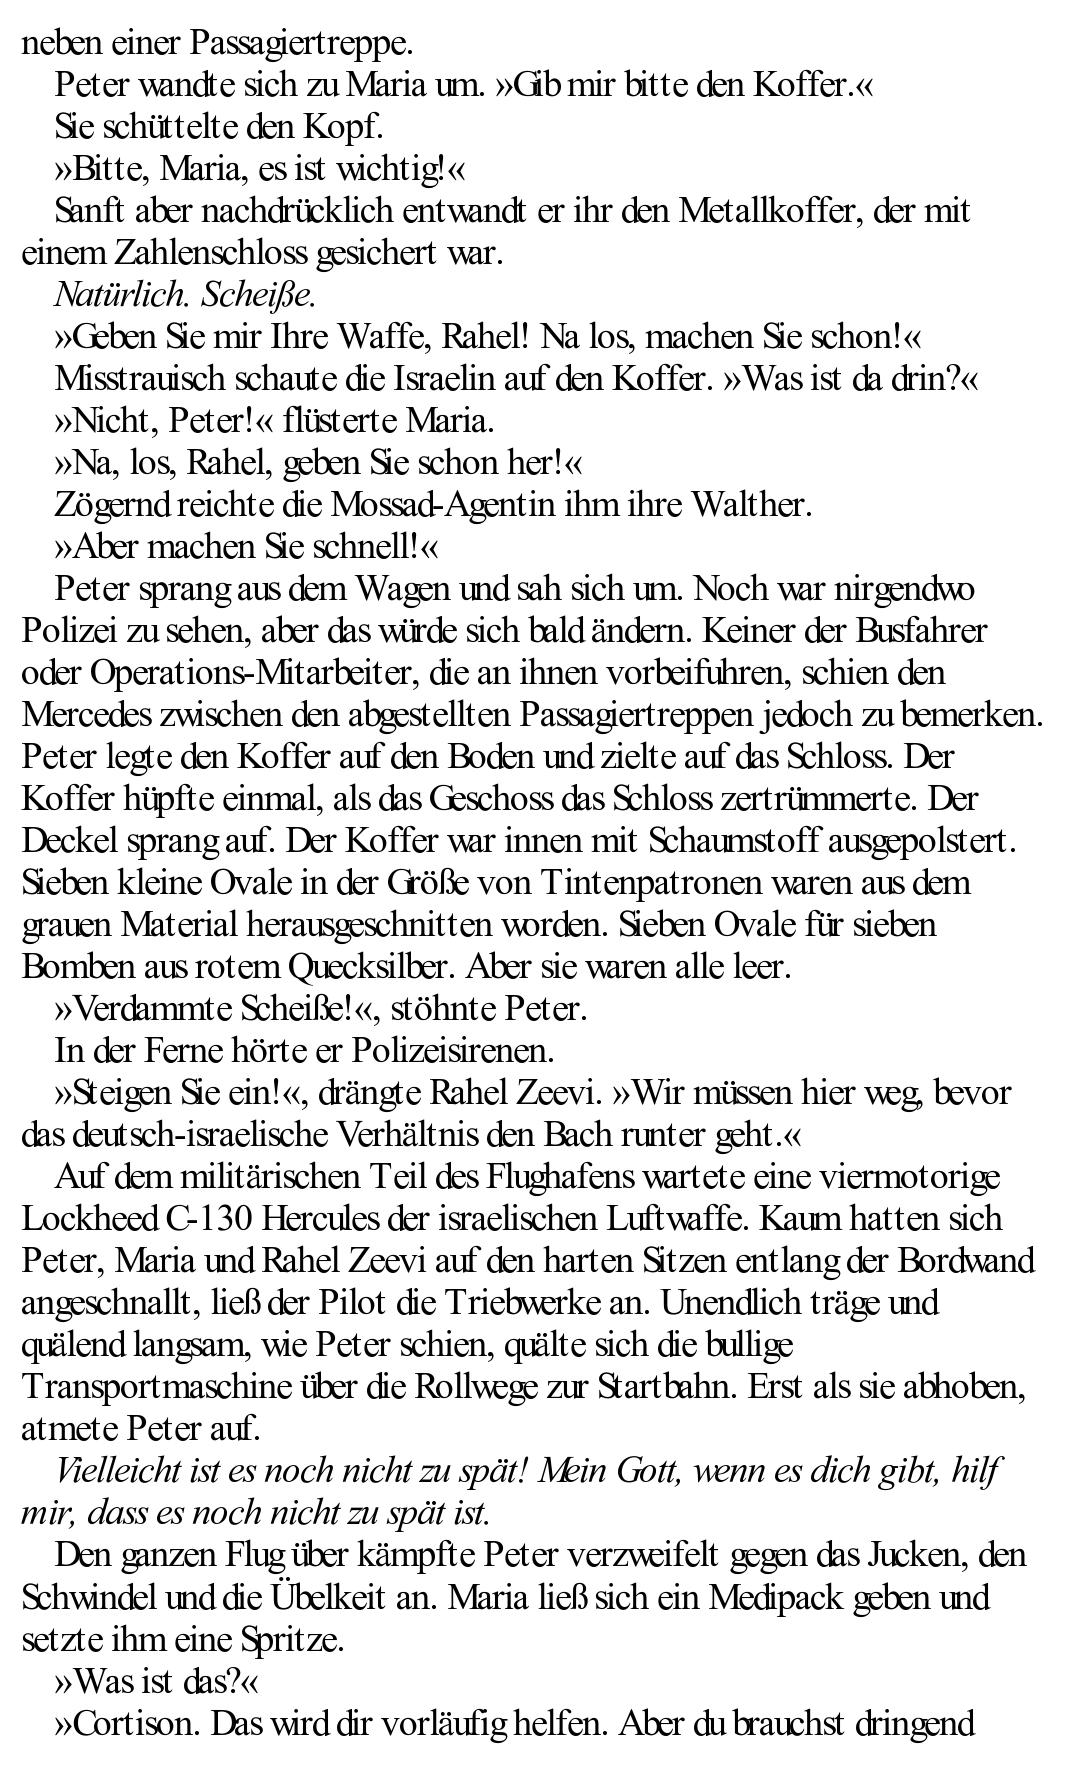 neben einer Passagiertreppe.
Peter wandte sich zu Maria um. »Gib mir bitte den Koffer.«
Sie schüttelte den Kopf.
»Bitte, Maria, es ist wichtig!«
Sanft aber nachdrücklich entwandt er ihr den Metallkoffer, der mit
einem Zahlenschloss gesichert war.
Natürlich. Scheiße.
»Geben Sie mir Ihre Waffe, Rahel! Na los, machen Sie schon!«
Misstrauisch schaute die Israelin auf den Koffer. »Was ist da drin?«
»Nicht, Peter!« flüsterte Maria.
»Na, los, Rahel, geben Sie schon her!«
Zögernd reichte die Mossad-Agentin ihm ihre Walther.
»Aber machen Sie schnell!«
Peter sprang aus dem Wagen und sah sich um. Noch war nirgendwo
Polizei zu sehen, aber das würde sich bald ändern. Keiner der Busfahrer
oder Operations-Mitarbeiter, die an ihnen vorbeifuhren, schien den
Mercedes zwischen den abgestellten Passagiertreppen jedoch zu bemerken.
Peter legte den Koffer auf den Boden und zielte auf das Schloss. Der
Koffer hüpfte einmal, als das Geschoss das Schloss zertrümmerte. Der
Deckel sprang auf. Der Koffer war innen mit Schaumstoff ausgepolstert.
Sieben kleine Ovale in der Größe von Tintenpatronen waren aus dem
grauen Material herausgeschnitten worden. Sieben Ovale für sieben
Bomben aus rotem Quecksilber. Aber sie waren alle leer.
»Verdammte Scheiße!«, stöhnte Peter.
In der Ferne hörte er Polizeisirenen.
»Steigen Sie ein!«, drängte Rahel Zeevi. »Wir müssen hier weg, bevor
das deutsch-israelische Verhältnis den Bach runter geht.«
Auf dem militärischen Teil des Flughafens wartete eine viermotorige
Lockheed C-130 Hercules der israelischen Luftwaffe. Kaum hatten sich
Peter, Maria und Rahel Zeevi auf den harten Sitzen entlang der Bordwand
angeschnallt, ließ der Pilot die Triebwerke an. Unendlich träge und
quälend langsam, wie Peter schien, quälte sich die bullige
Transportmaschine über die Rollwege zur Startbahn. Erst als sie abhoben,
atmete Peter auf.
Vielleicht ist es noch nicht zu spät! Mein Gott, wenn es dich gibt, hilf
mir, dass es noch nicht zu spät ist.
Den ganzen Flug über kämpfte Peter verzweifelt gegen das Jucken, den
Schwindel und die Übelkeit an. Maria ließ sich ein Medipack geben und
setzte ihm eine Spritze.
»Was ist das?«
»Cortison. Das wird dir vorläufig helfen. Aber du brauchst dringend